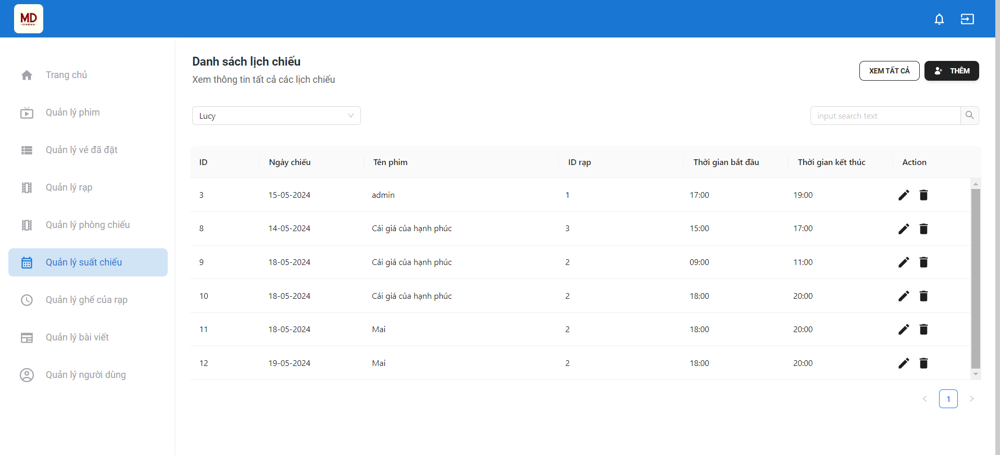 MD
CINEMA
Trang chủ
Quản lý phim
Quản lý vé đã đặt
Quản lý rạp
Quản lý phòng chiếu
Quản lý suất chiếu
Quản lý ghế của rạp
Quản lý bài viết
Quản lý người dùng
Danh sách lịch chiếu
Xem thông tin tất cả các lịch chiếu
XEM TẤT CẢ THÊM
Lucy input search text
ID Ngày chiếu Tên phim ID rạp Thời gian bắt đầu Thời gian kết thúc Action
3 15-05-2024 admin 1 17:00 19:00
8 14-05-2024 Cái giá của hạnh phúc 3 15:00 17:00
9 18-05-2024 Cái giá của hạnh phúc 2 09:00 11:00
10 18-05-2024 Cái giá của hạnh phúc 2 18:00 20:00
11 18-05-2024 Mai 2 18:00 20:00
12 19-05-2024 Mai 2 18:00 20:00
1